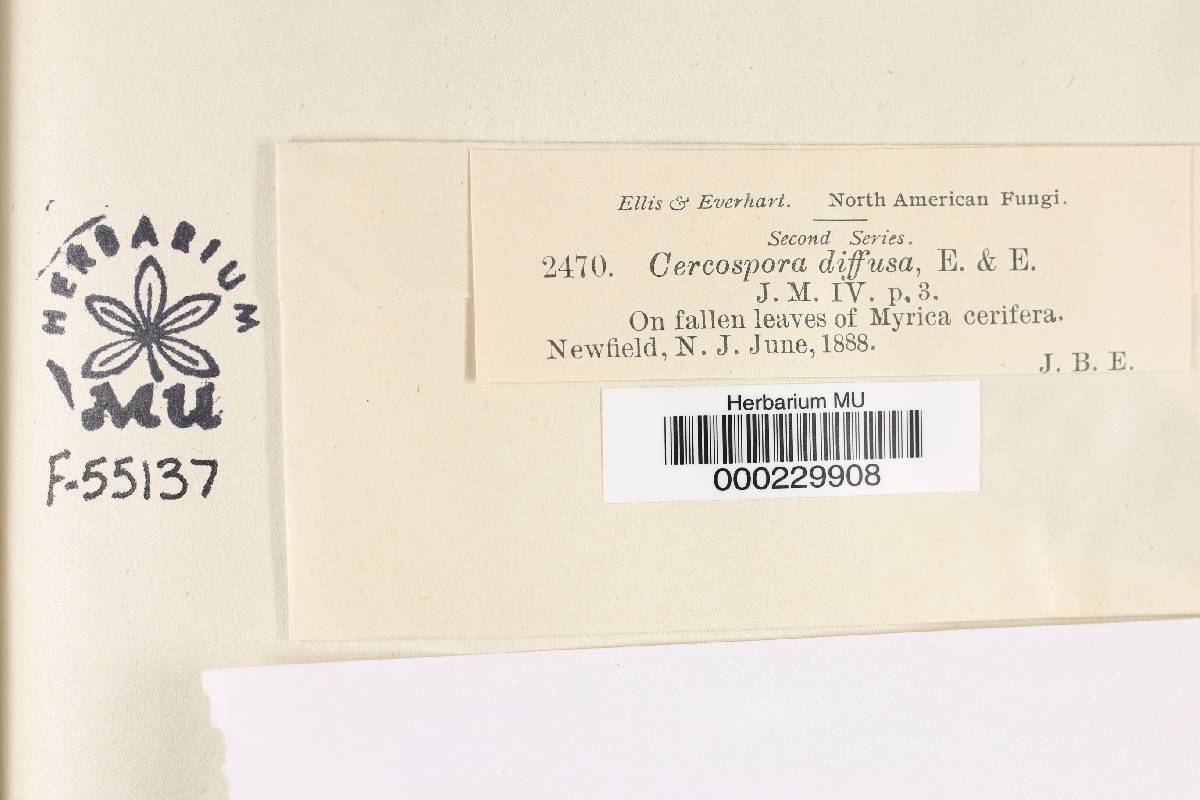 HERBARIUM
MU
F-55137
Ellis & Everhart. North American Fungi.
Second Series.
2470. Cercospora diffusa, E. & E.
J. M. IV. p. 3.
On fallen leaves of Myrica cerifera.
Newfield, N. J. June, 1888.
J. B. E.
Herbarium MU
000229908